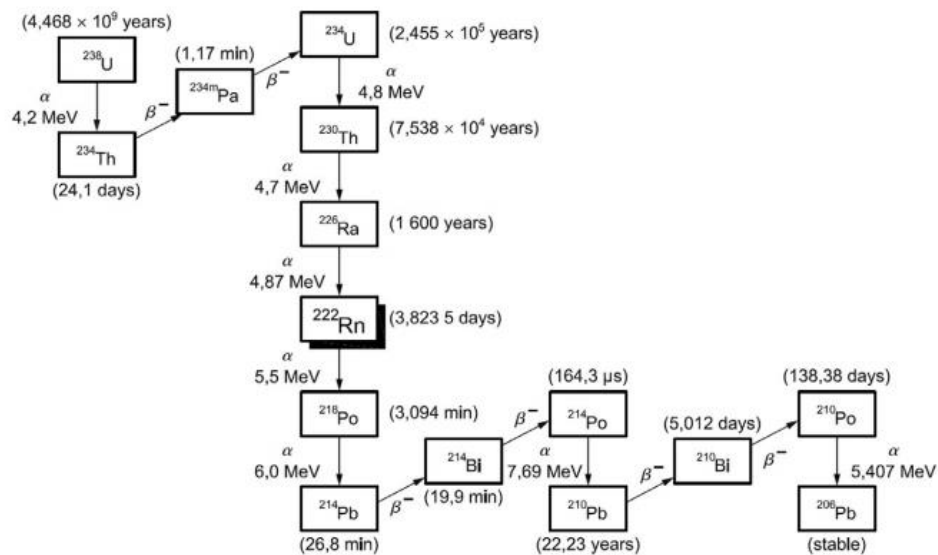 (4,468 × 10⁹ years)
²³⁸U
α
4,2 MeV
²³⁴Th
(24,1 days)
β⁻
(1,17 min)
²³⁴ᵐPa
β⁻
²³⁴U
(2,455 × 10⁵ years)
α
4,8 MeV
²³⁰Th
(7,538 × 10⁴ years)
α
4,7 MeV
²²⁶Ra
(1 600 years)
α
4,87 MeV
²²²Rn
(3,823 5 days)
α
5,5 MeV
²¹⁸Po
(3,094 min)
α
6,0 MeV
²¹⁴Pb
(26,8 min)
β⁻
²¹⁴Bi
(19,9 min)
β⁻
(164,3 µs)
²¹⁴Po
α
7,69 MeV
²¹⁰Pb
(22,23 years)
β⁻
(5,012 days)
²¹⁰Bi
β⁻
(138,38 days)
²¹⁰Po
α
5,407 MeV
²⁰⁶Pb
(stable)